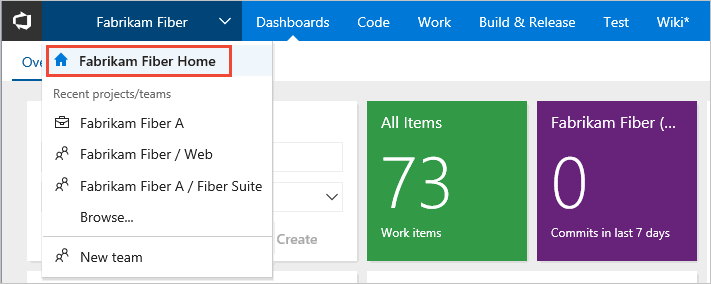 Fabrikam Fiber
Dashboards
Code
Work
Build & Release
Test
Wiki*
Fabrikam Fiber Home
Recent projects/teams
Fabrikam Fiber A
Fabrikam Fiber / Web
Fabrikam Fiber A / Fiber Suite
Browse...
New team
Create
All Items
73
Work items
Fabrikam Fiber (...
0
Commits in last 7 days